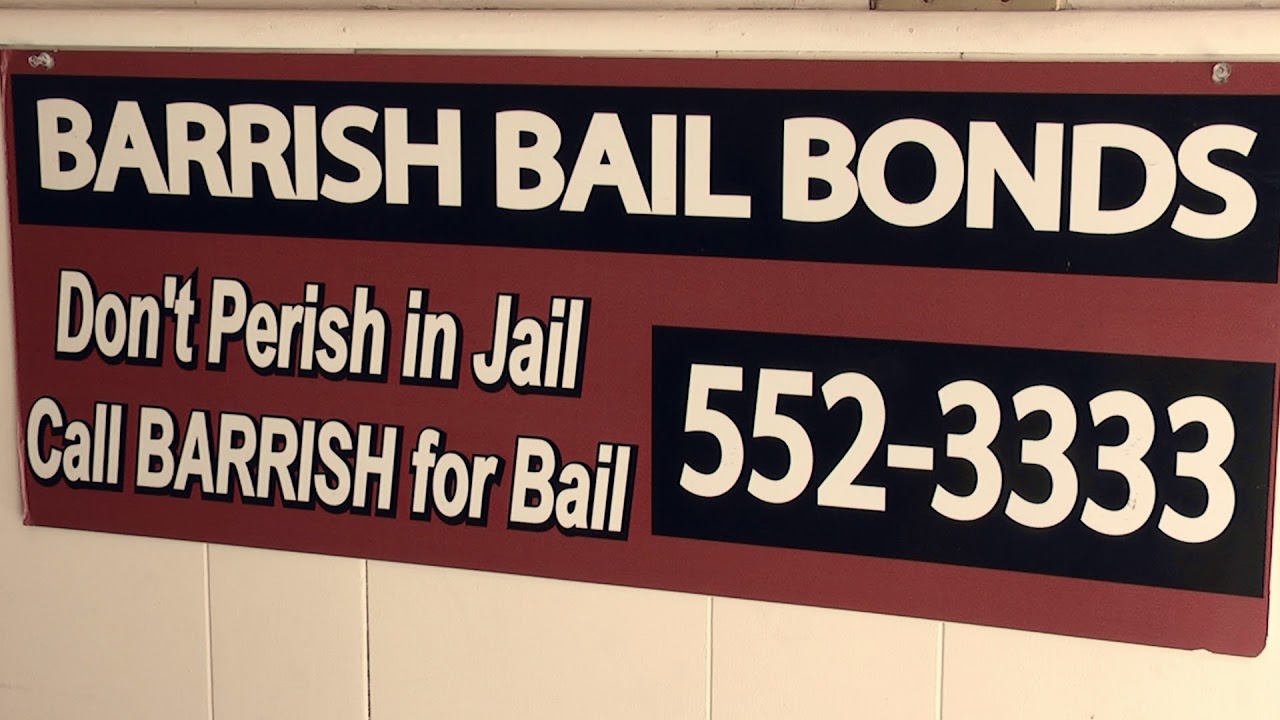 BARRISH BAIL BONDS
Don't Perish in Jail
Call BARRISH for Bail
552-3333